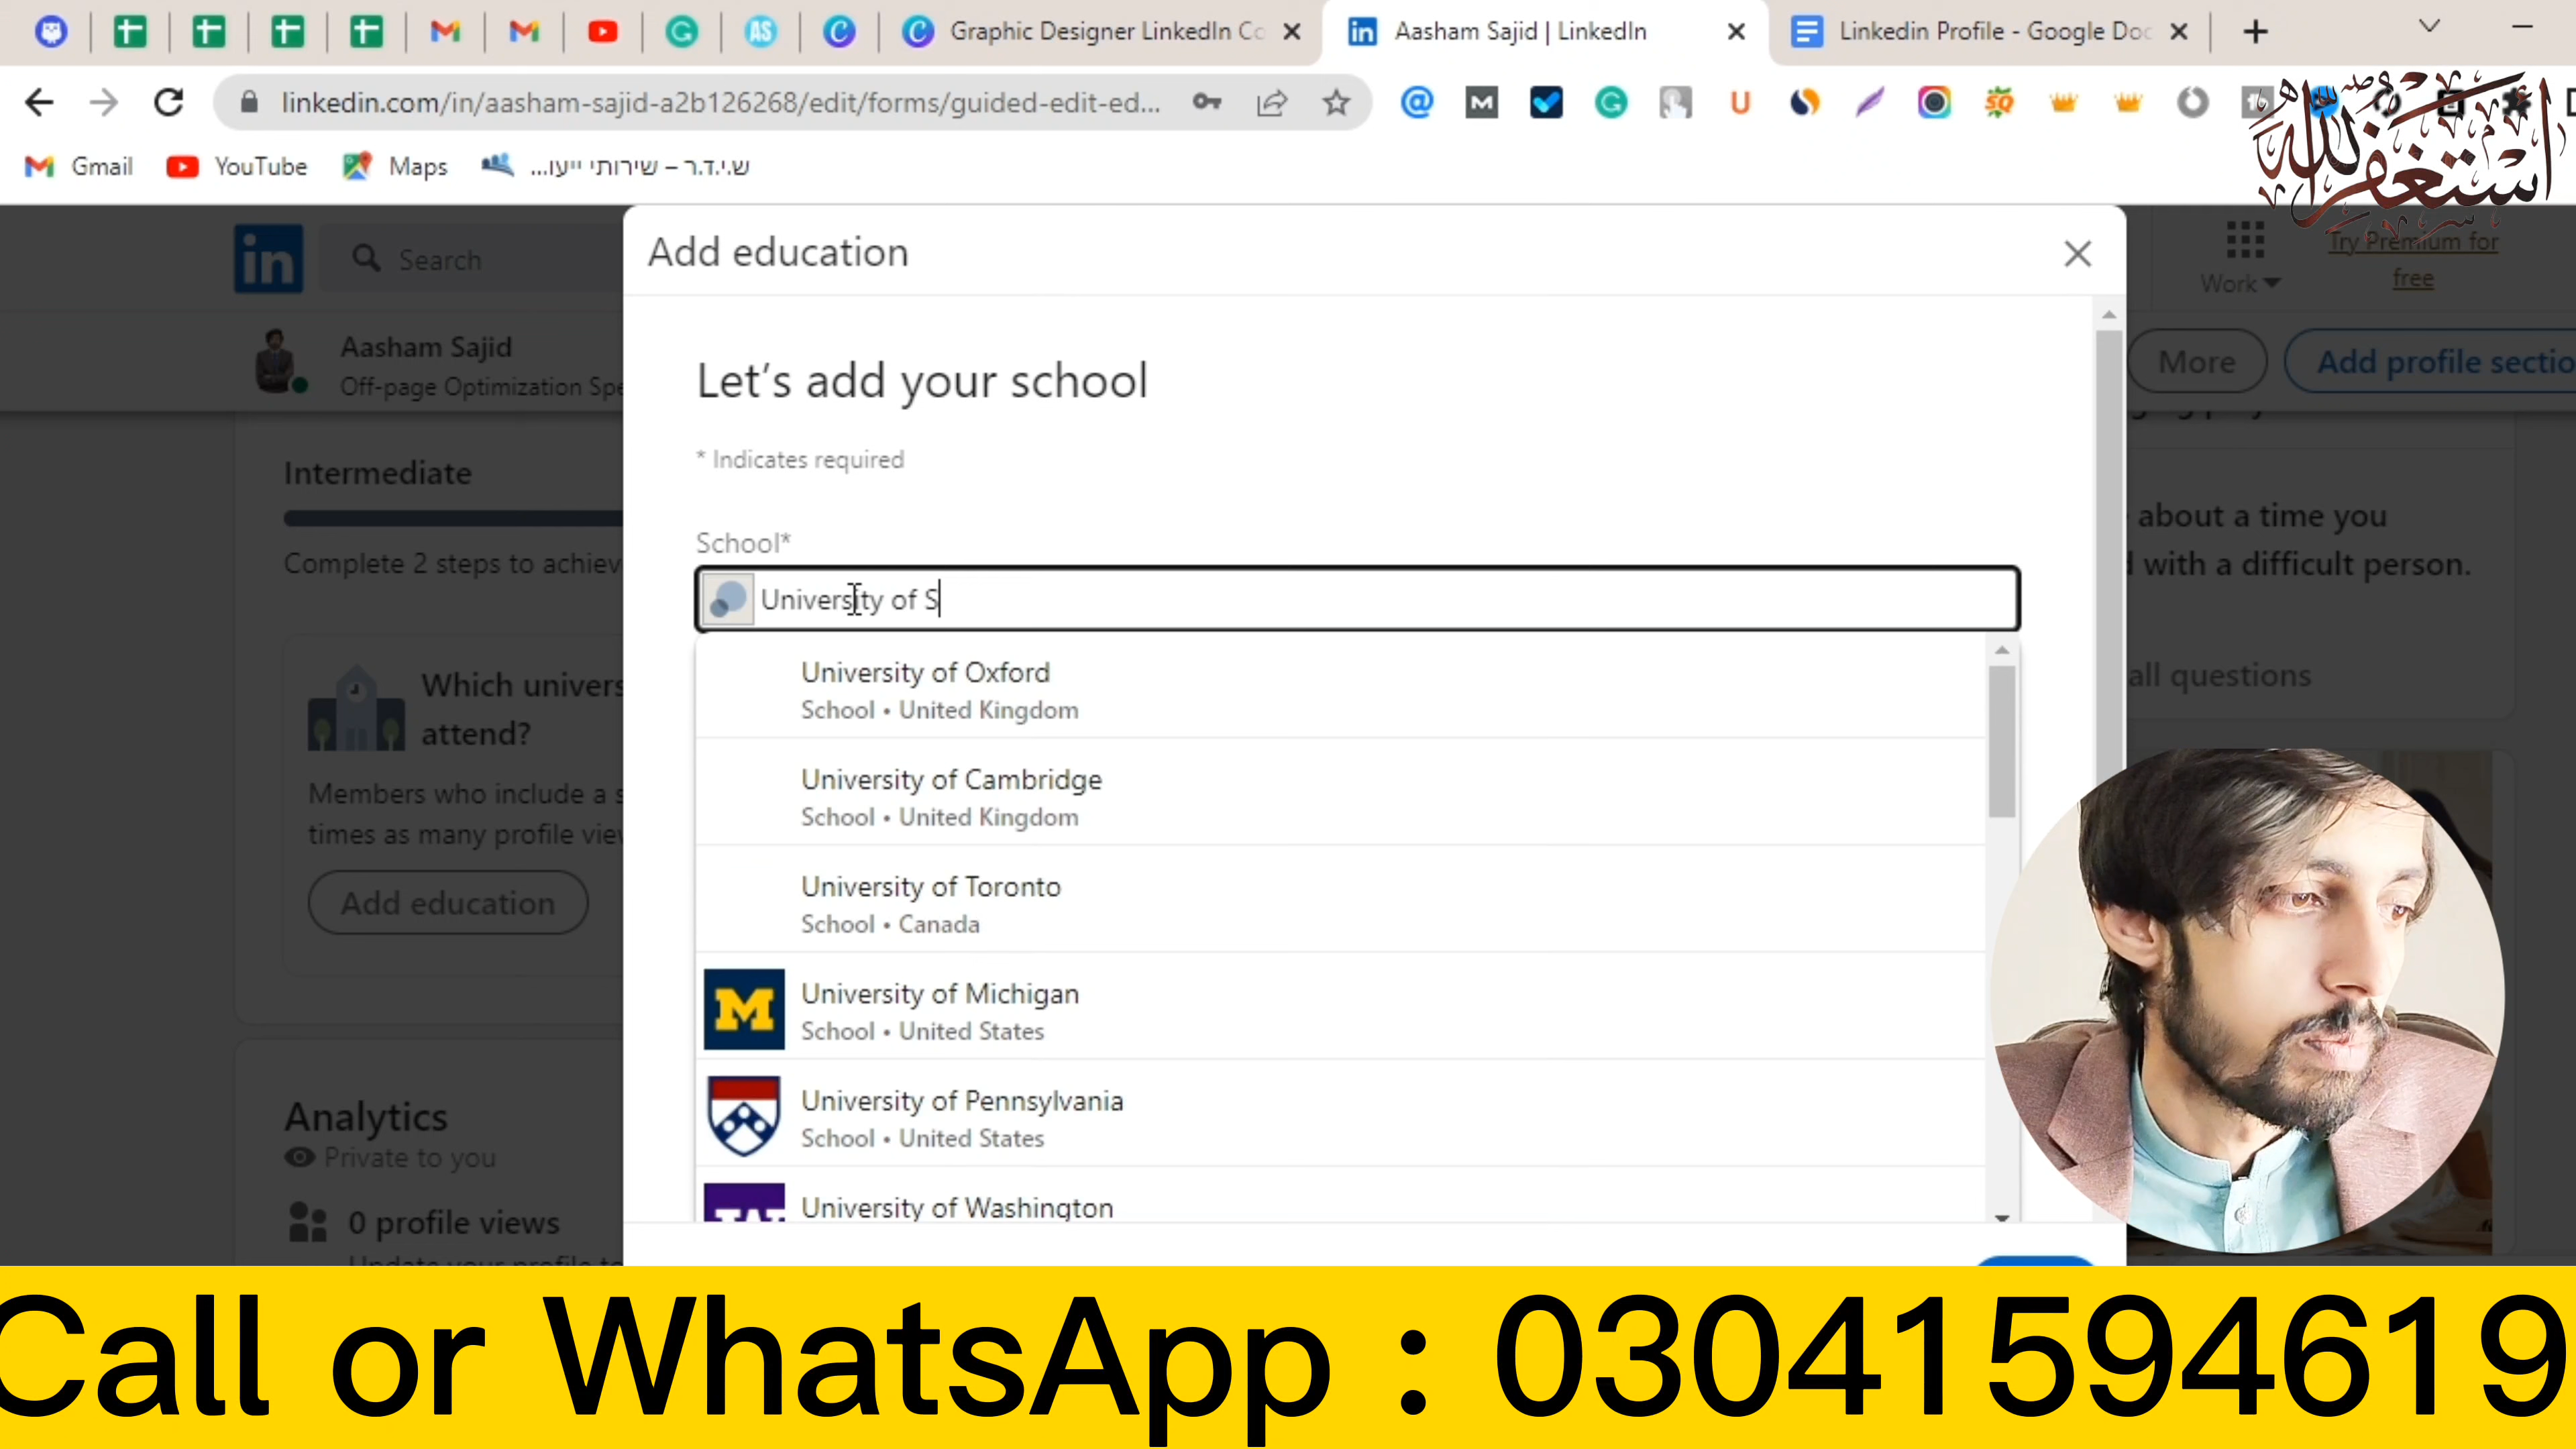 Graphic Designer LinkedIn Co
Aasham Sajid | LinkedIn
Linkedin Profile - Google Doc
linkedin.com/in/aasham-sajid-a2b126268/edit/forms/guided-edit-ed...
Gmail
YouTube
Maps
ש.י.ד.ר – שירותי ייעו...
أستغفر الله
Add education
Search
Work
Try Premium for
free
Aasham Sajid
Off-page Optimization Spe
More
Add profile sectio
Let's add your school
* Indicates required
Intermediate
Complete 2 steps to achiev
School*
University of S
about a time you
with a difficult person.
all questions
University of Oxford
School • United Kingdom
University of Cambridge
School • United Kingdom
University of Toronto
School • Canada
University of Michigan
School • United States
University of Pennsylvania
School • United States
University of Washington
Which univers
attend?
Members who include a s
times as many profile vie
Add education
Analytics
Private to you
0 profile views
Update your profile to
Call or WhatsApp : 03041594619